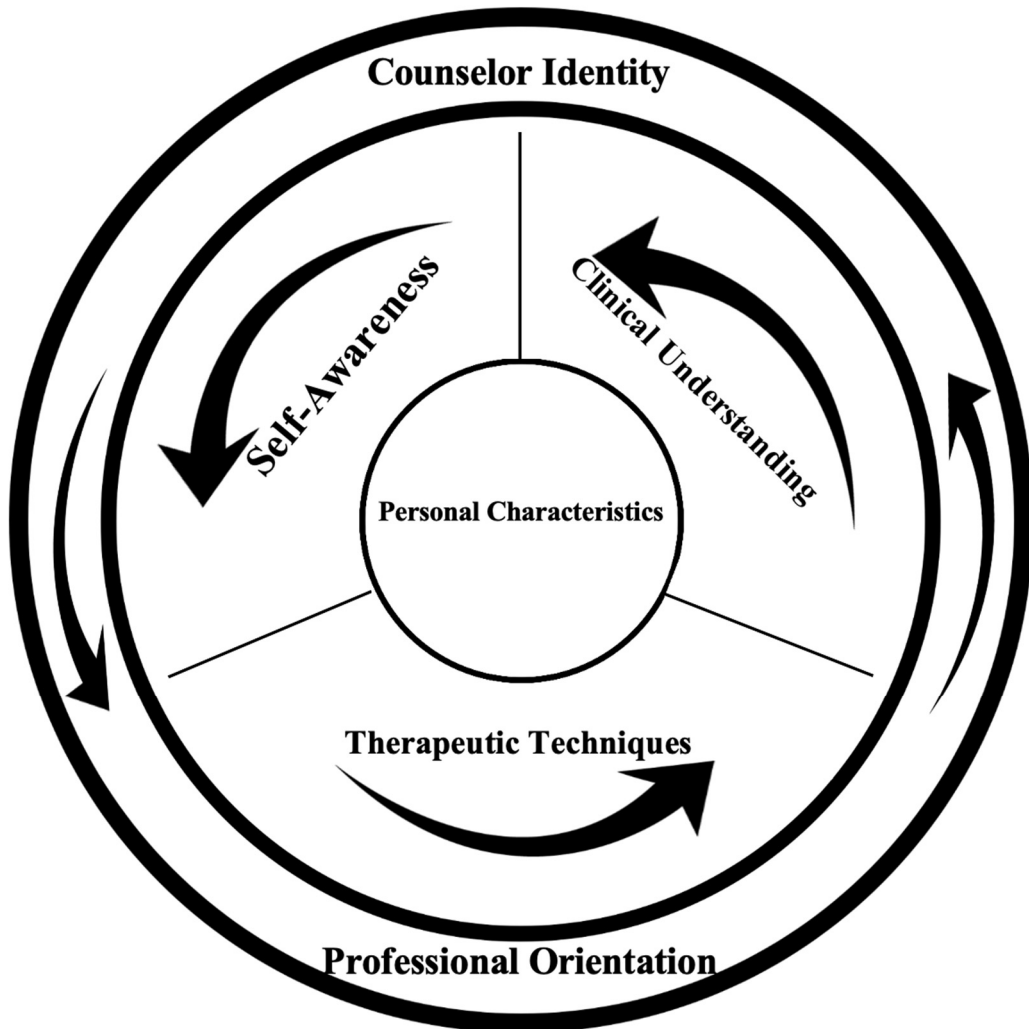 Counselor Identity
Self-Awareness
Clinical Understanding
Personal Characteristics
Therapeutic Techniques
Professional Orientation